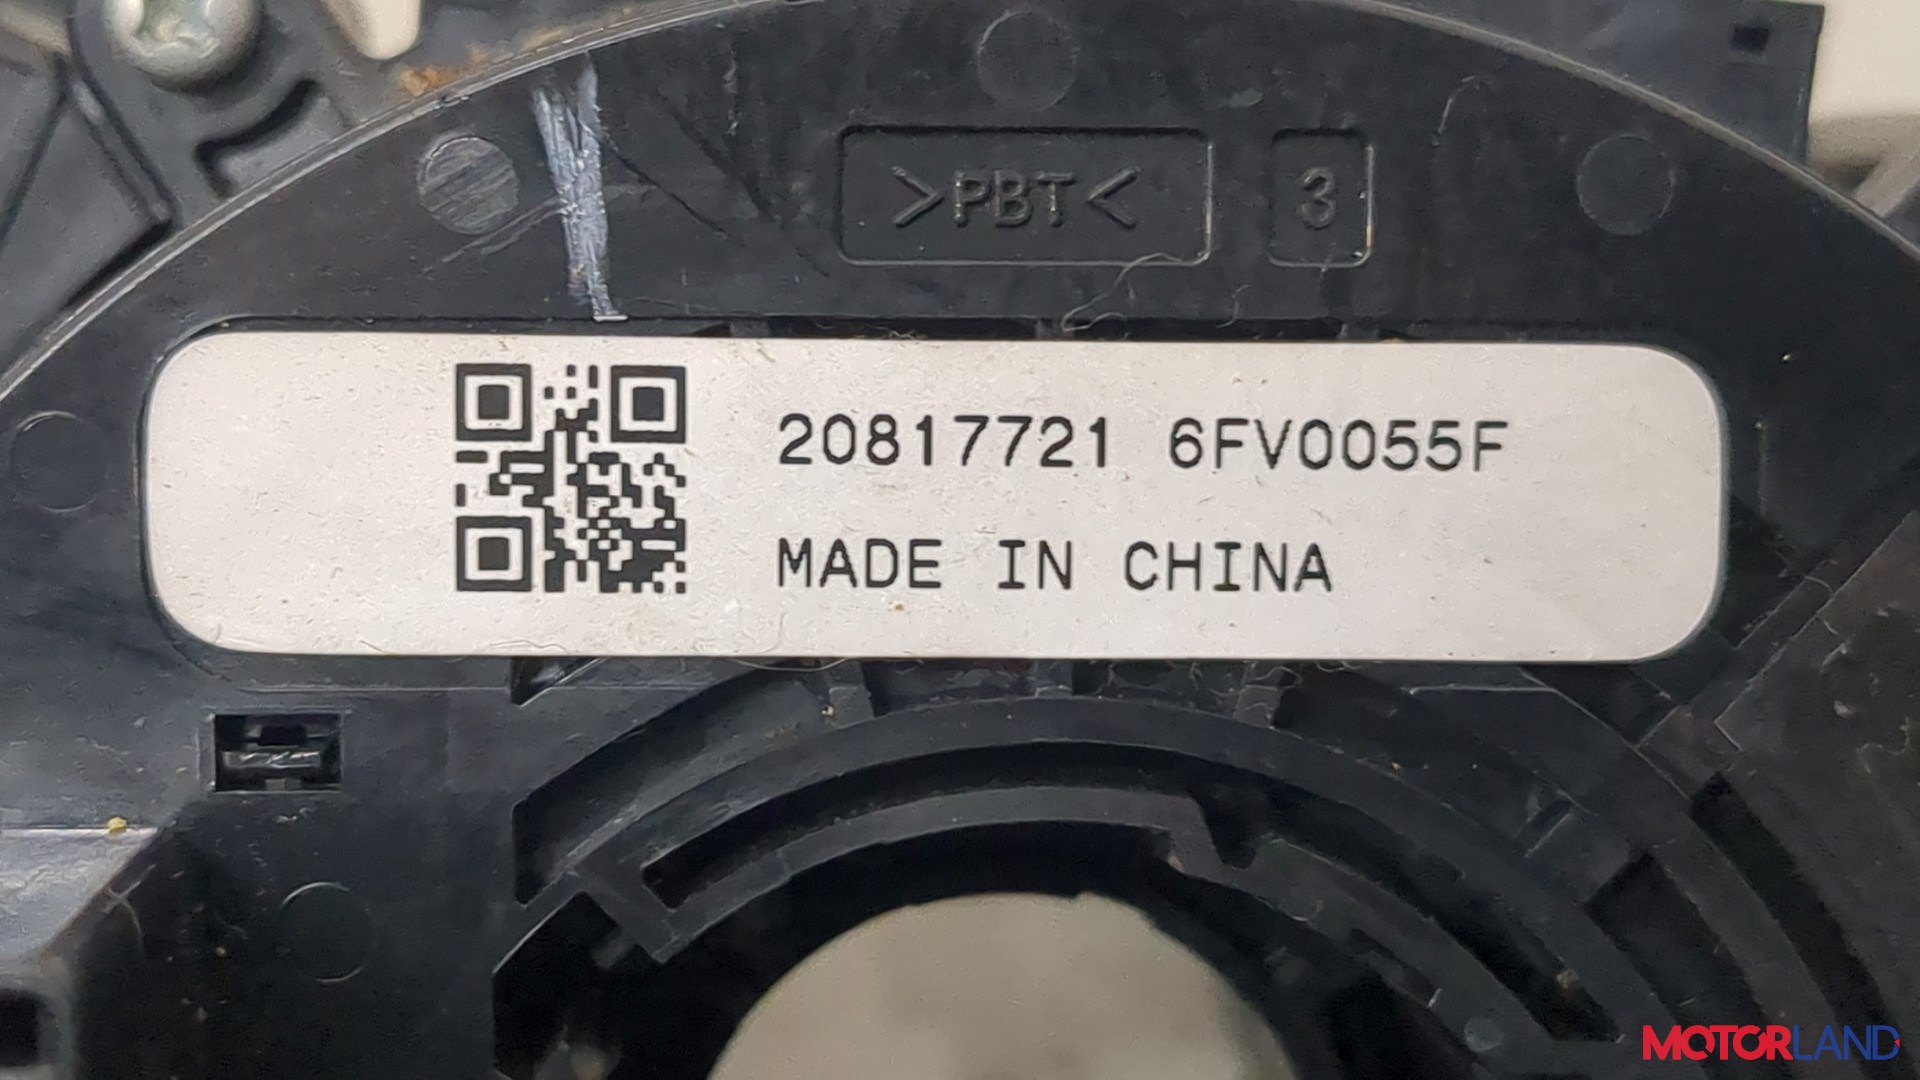 >PBT< 3
20817721 6FV0055F
MADE IN CHINA
MOTORLAND